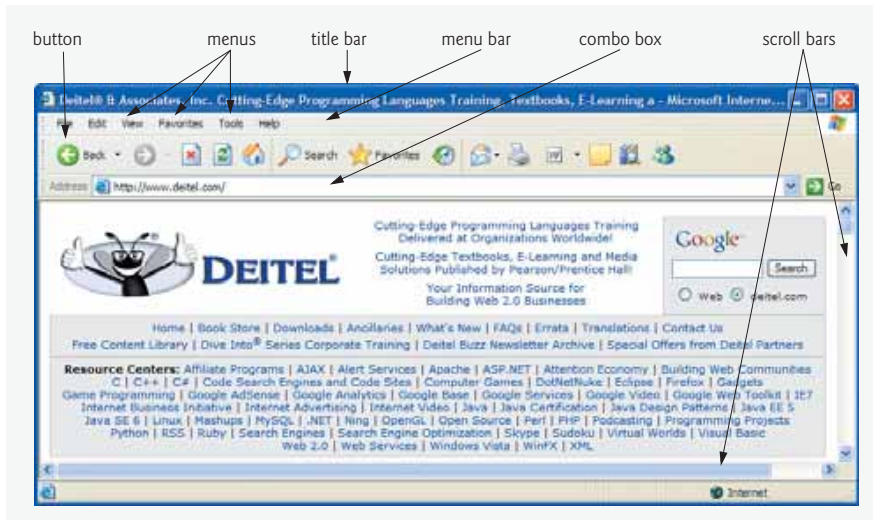 button menus title bar menu bar combo box scroll bars
Deitel® & Associates, Inc. Cutting-Edge Programming Languages Training, Textbooks, E-Learning a - Microsoft Interne...
File Edit View Favorites Tools Help
Back Search Favorites
Address http://www.deitel.com/ Go
Cutting-Edge Programming Languages Training
Delivered at Organizations Worldwide!
Cutting-Edge Textbooks, E-Learning and Media
Solutions Published by Pearson/Prentice Hall!
Your Information Source for
Building Web 2.0 Businesses
DEITEL®
Google™
Search
Web deitel.com
Home | Book Store | Downloads | Ancillaries | What's New | FAQs | Errata | Translations | Contact Us
Free Content Library | Dive Into® Series Corporate Training | Deitel Buzz Newsletter Archive | Special Offers from Deitel Partners
Resource Centers: Affiliate Programs | AJAX | Alert Services | Apache | ASP.NET | Attention Economy | Building Web Communities
C | C++ | C# | Code Search Engines and Code Sites | Computer Games | DotNetNuke | Eclipse | Firefox | Gadgets
Game Programming | Google AdSense | Google Analytics | Google Base | Google Services | Google Video | Google Web Toolkit | IE7
Internet Business Initiative | Internet Advertising | Internet Video | Java | Java Certification | Java Design Patterns | Java EE 5
Java SE 6 | Linux | Mashups | MySQL | .NET | Ning | OpenGL | Open Source | Perl | PHP | Podcasting | Programming Projects
Python | RSS | Ruby | Search Engines | Search Engine Optimization | Skype | Sudoku | Virtual Worlds | Visual Basic
Web 2.0 | Web Services | Windows Vista | WinFX | XML
Internet